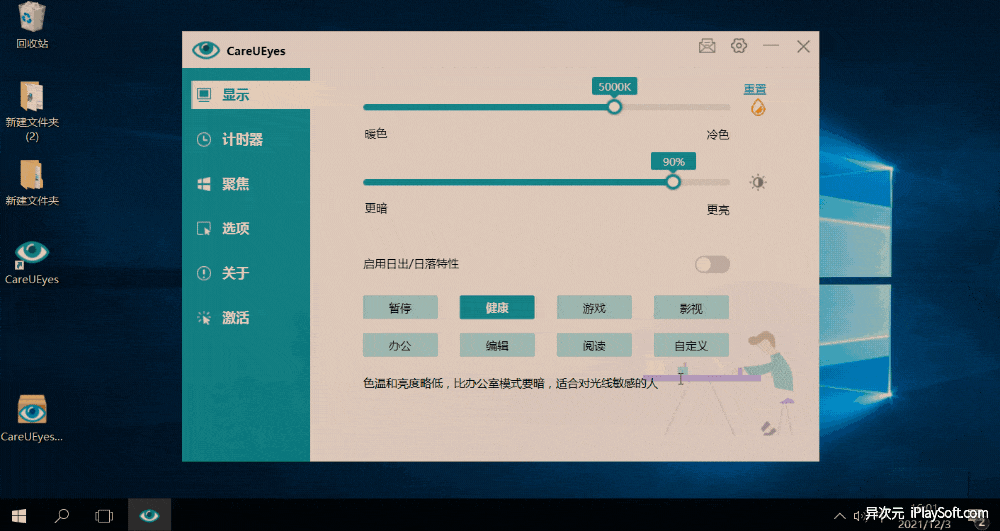 回收站
新建文件夹
(2)
新建文件夹
CareUEyes
CareUEyes...
CareUEyes
显示
计时器
聚焦
选项
关于
激活
5000K
重置
暖色
冷色
90%
更暗
更亮
启用日出/日落特性
暂停
健康
游戏
影视
办公
编辑
阅读
自定义
色温和亮度略低，比办公室模式要暗，适合对光线敏感的人
异次元 iPlaySoft.com
2021/12/3
2